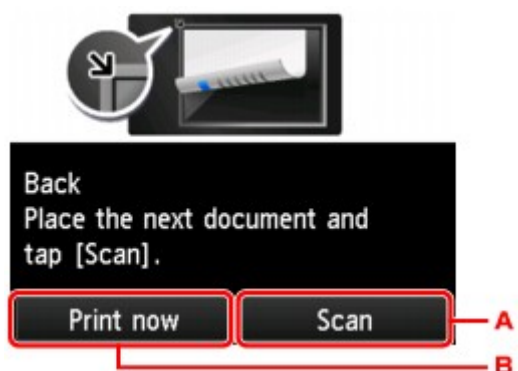 Back
Place the next document and
tap [Scan].
Print now Scan A
B